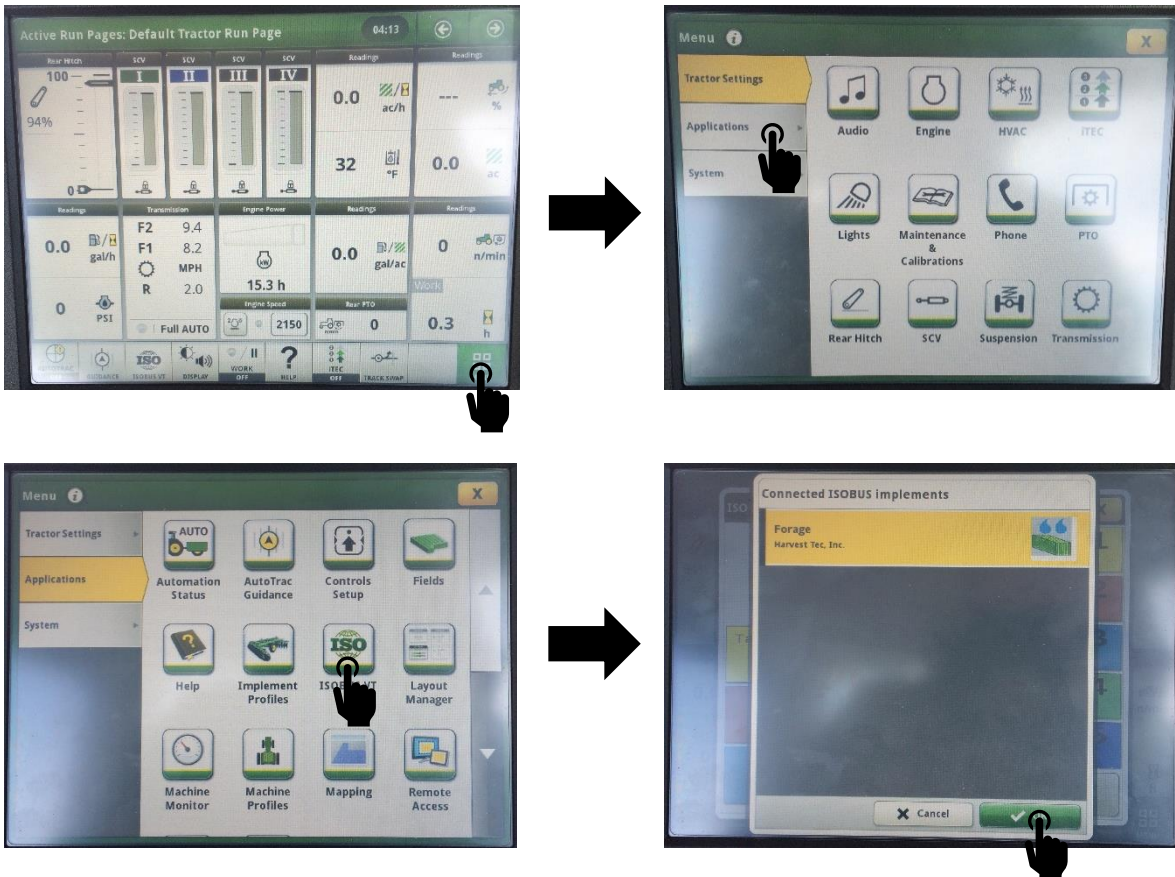 Active Run Pages: Default Tractor Run Page
04:13
Rear Hitch
SCV
SCV
SCV
SCV
Readings
Readings
100
I
II
III
IV
94%
0
0.0
ac/h
32
°F
---
%
0.0
ac
Readings
Transmission
Engine Power
Readings
Readings
0.0
gal/h
0
PSI
F2 9.4
F1 8.2
MPH
R 2.0
Full AUTO
kW
15.3 h
Engine Speed
2150
0.0
gal/ac
Rear PTO
0
0
n/min
Work
0.3
h
GUIDANCE
ISO
ISOBUS VT
DISPLAY
WORK
OFF
?
HELP
iTEC
OFF
TRACK SWAP
Menu
X
Tractor Settings
Applications
System
Audio
Engine
HVAC
iTEC
Lights
Maintenance
&
Calibrations
Phone
PTO
Rear Hitch
SCV
Suspension
Transmission
Menu
X
Tractor Settings
Applications
System
AUTO
Automation
Status
AutoTrac
Guidance
Controls
Setup
Fields
ISO
Help
Implement
Profiles
Layout
Manager
Machine
Monitor
Machine
Profiles
Mapping
Remote
Access
ISO
Connected ISOBUS implements
Forage
Harvest Tec, Inc.
Cancel